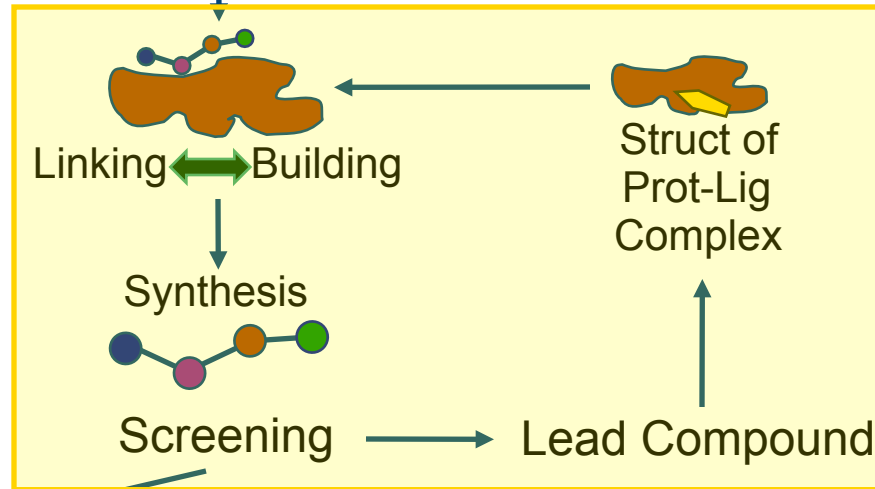 Linking Building
Struct of
Prot-Lig
Complex
Synthesis
Screening
Lead Compound